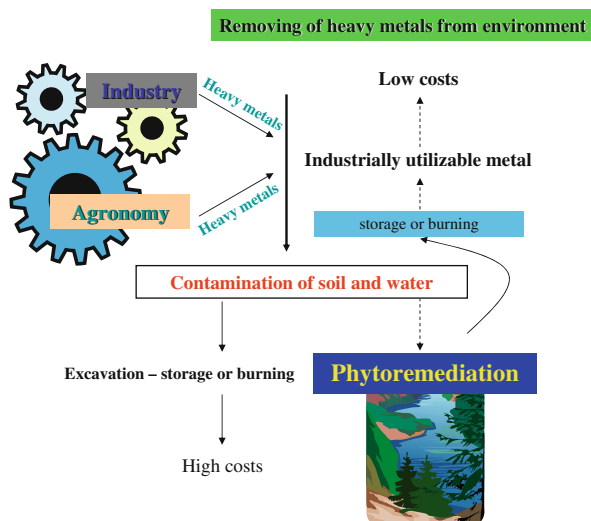 Removing of heavy metals from environment
Industry
Heavy metals
Low costs
Industrially utilizable metal
Agronomy
Heavy metals
storage or burning
Contamination of soil and water
Excavation – storage or burning
Phytoremediation
High costs